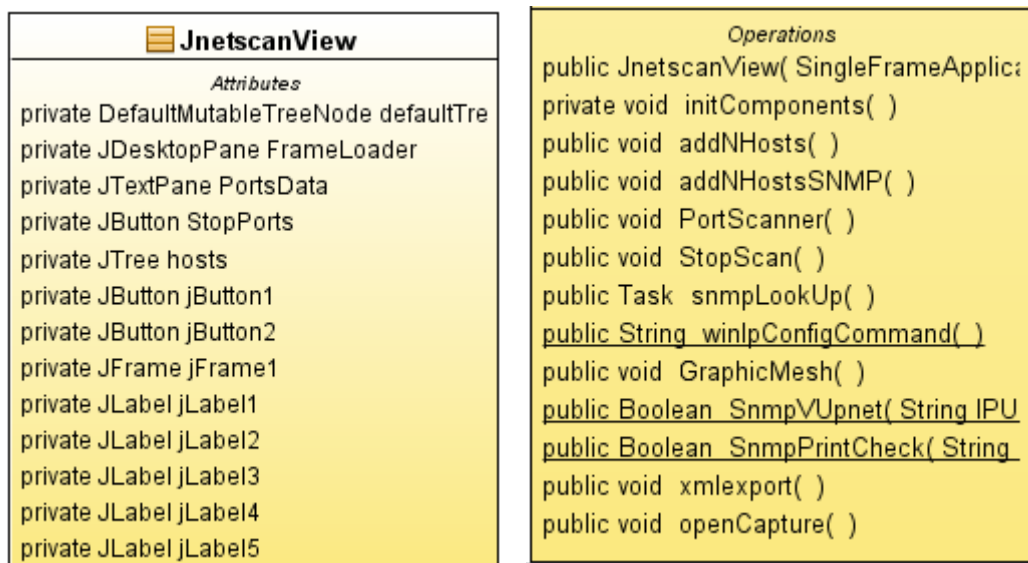 JnetscanView
Attributes
private DefaultMutableTreeNode defaultTre
private JDesktopPane FrameLoader
private JTextPane PortsData
private JButton StopPorts
private JTree hosts
private JButton jButton1
private JButton jButton2
private JFrame jFrame1
private JLabel jLabel1
private JLabel jLabel2
private JLabel jLabel3
private JLabel jLabel4
private JLabel jLabel5
Operations
public JnetscanView( SingleFrameApplica
private void initComponents( )
public void addNHosts( )
public void addNHostsSNMP( )
public void PortScanner( )
public void StopScan( )
public Task snmpLookUp( )
public String winIpConfigCommand( )
public void GraphicMesh( )
public Boolean SnmpVUpnet( String IPU
public Boolean SnmpPrintCheck( String
public void xmlexport( )
public void openCapture( )